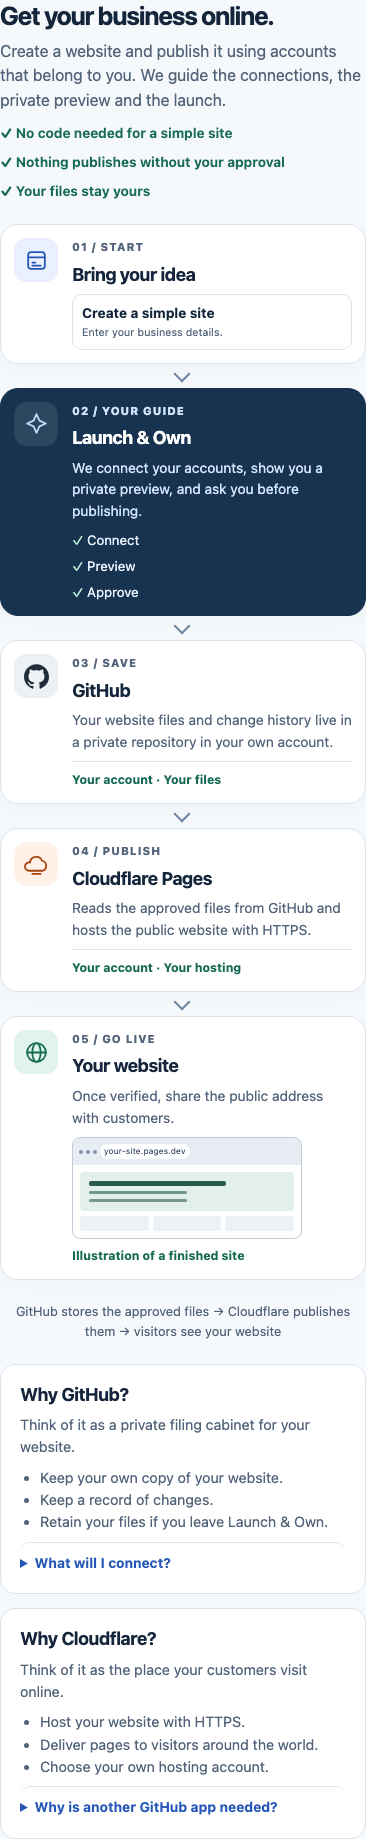 Get your business online.
Create a website and publish it using accounts
that belong to you. We guide the connections, the
private preview and the launch.
✓ No code needed for a simple site
✓ Nothing publishes without your approval
✓ Your files stay yours
01 / START
Bring your idea
Create a simple site
Enter your business details.
02 / YOUR GUIDE
Launch & Own
We connect your accounts, show you a
private preview, and ask you before
publishing.
✓ Connect
✓ Preview
✓ Approve
03 / SAVE
GitHub
Your website files and change history live in
a private repository in your own account.
Your account · Your files
04 / PUBLISH
Cloudflare Pages
Reads the approved files from GitHub and
hosts the public website with HTTPS.
Your account · Your hosting
05 / GO LIVE
Your website
Once verified, share the public address
with customers.
your-site.pages.dev
Illustration of a finished site
GitHub stores the approved files → Cloudflare publishes
them → visitors see your website
Why GitHub?
Think of it as a private filing cabinet for your
website.
• Keep your own copy of your website.
• Keep a record of changes.
• Retain your files if you leave Launch & Own.
▶ What will I connect?
Why Cloudflare?
Think of it as the place your customers visit
online.
• Host your website with HTTPS.
• Deliver pages to visitors around the world.
• Choose your own hosting account.
▶ Why is another GitHub app needed?